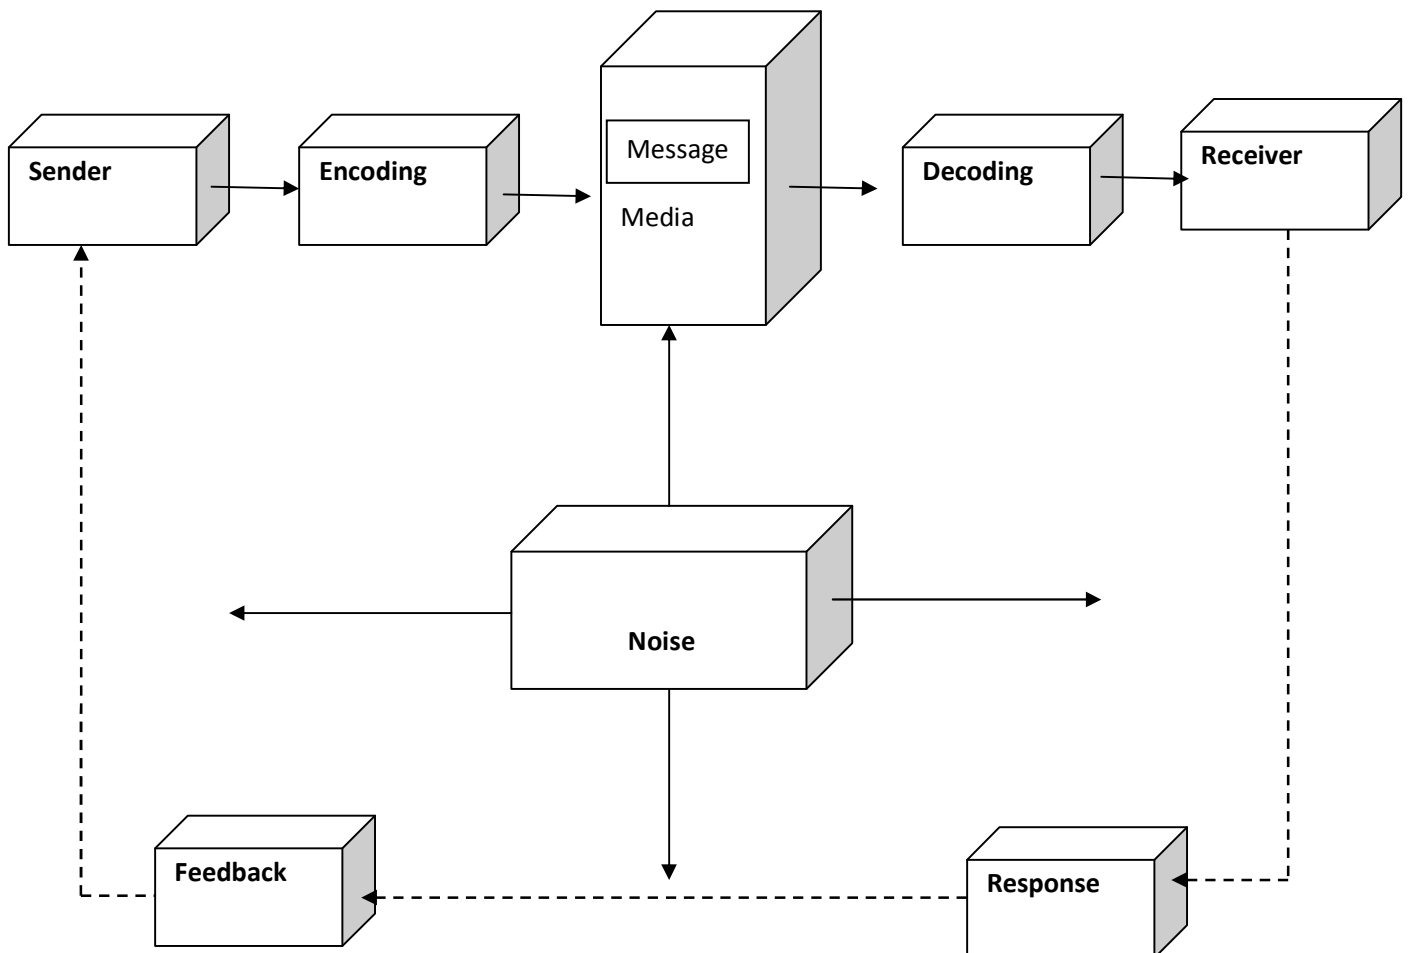 Sender
Encoding
Message
Media
Decoding
Receiver
Noise
Feedback
Response